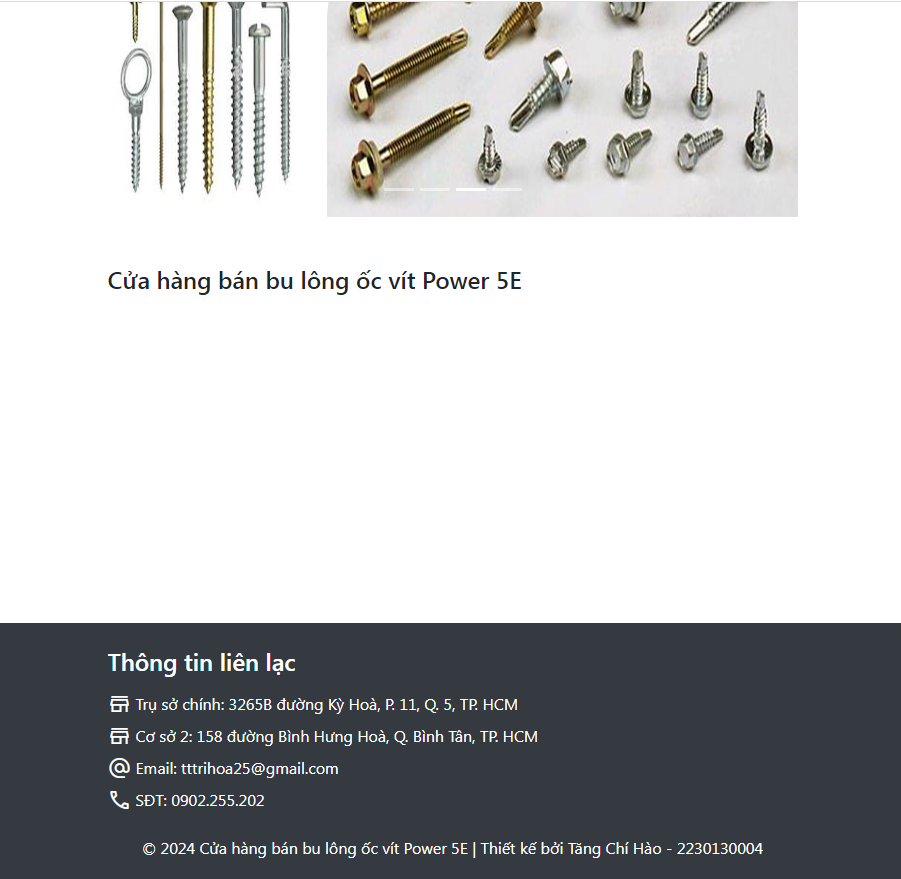 Cửa hàng bán bu lông ốc vít Power 5E
Thông tin liên lạc
Trụ sở chính: 3265B đường Kỳ Hoà, P. 11, Q. 5, TP. HCM
Cơ sở 2: 158 đường Bình Hưng Hoà, Q. Bình Tân, TP. HCM
Email: tttrihoa25@gmail.com
SĐT: 0902.255.202
© 2024 Cửa hàng bán bu lông ốc vít Power 5E | Thiết kế bởi Tăng Chí Hào - 2230130004